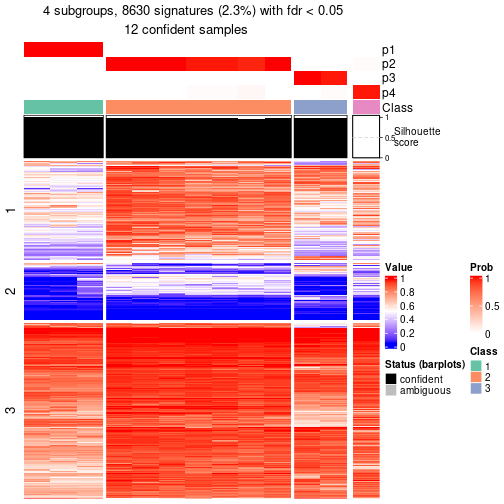 4 subgroups, 8630 signatures (2.3%) with fdr < 0.05
12 confident samples
p1
p2
p3
p4
Class
1
0.5
0
Silhouette
score
1
2
3
Value
1
0.8
0.6
0.4
0.2
0
Prob
1
0.5
0
Status (barplots)
confident
ambiguous
Class
1
2
3